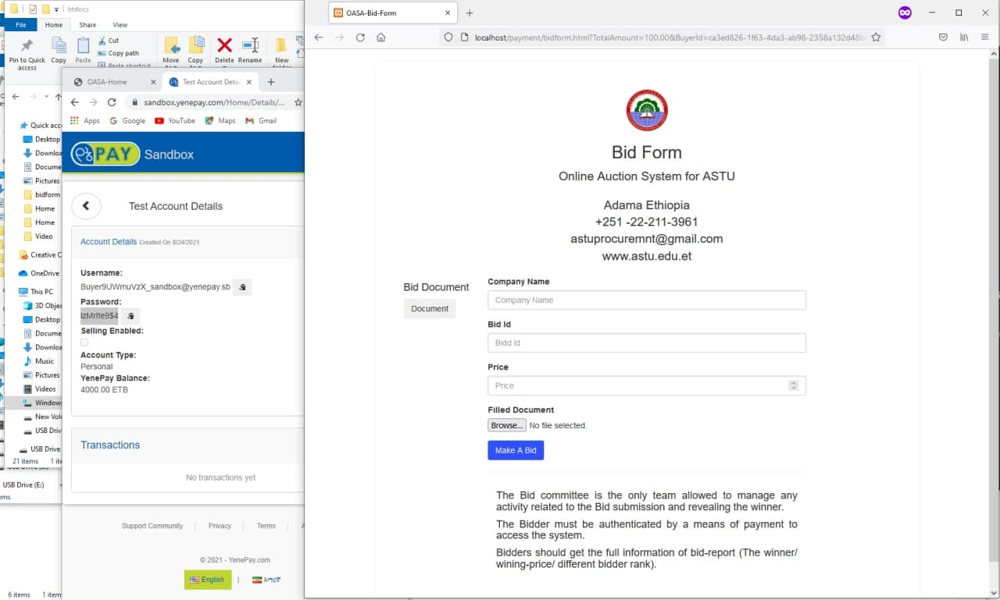 htdocs
File
Home
Share
View
Pin to Quick
access
Copy
Paste
Cut
Copy path
Paste shortcut
Move
to
Copy
to
Delete
Rename
New
folder
Quick acc
Desktop
Downloa
Docume
Pictures
bidform
Home
Home
Video
Creative C
OneDrive
This PC
3D Objec
Desktop
Docume
Downloa
Music
Pictures
Videos
Window
New Volu
USB Driv
USB Drive
21 items
1 ite
USB Drive (E:)
ems
6 items
1 item
OASA-Home
Test Account Deta
sandbox.yenepay.com/Home/Details/...
Apps
Google
YouTube
Maps
Gmail
PAY
Sandbox
Test Account Details
Account Details Created On 8/24/2021
Username:
Buyer9UWmuVzX_sandbox@yenepay.sb
Password:
Selling Enabled:
Account Type:
Personal
YenePay Balance:
4000.00 ETB
Transactions
No transactions yet
Support Community
Privacy
Terms
© 2021 - YenePay.com
English
|
አማርኛ
OASA-Bid-Form
localhost/payment/bidform.html?TotalAmount=100.00&BuyerId=ca3ed829-1f63-4da3-ab98-2358a132d48b
Bid Form
Online Auction System for ASTU
Adama Ethiopia
+251 -22-211-3961
astuprocuremnt@gmail.com
www.astu.edu.et
Bid Document
Document
Company Name
Company Name
Bid Id
Bidd Id
Price
Price
Filled Document
Browse... No file selected.
Make A Bid
The Bid committee is the only team allowed to manage any
activity related to the Bid submission and revealing the winner.
The Bidder must be authenticated by a means of payment to
access the system.
Bidders should get the full information of bid-report (The winner/
wining-price/ different bidder rank).